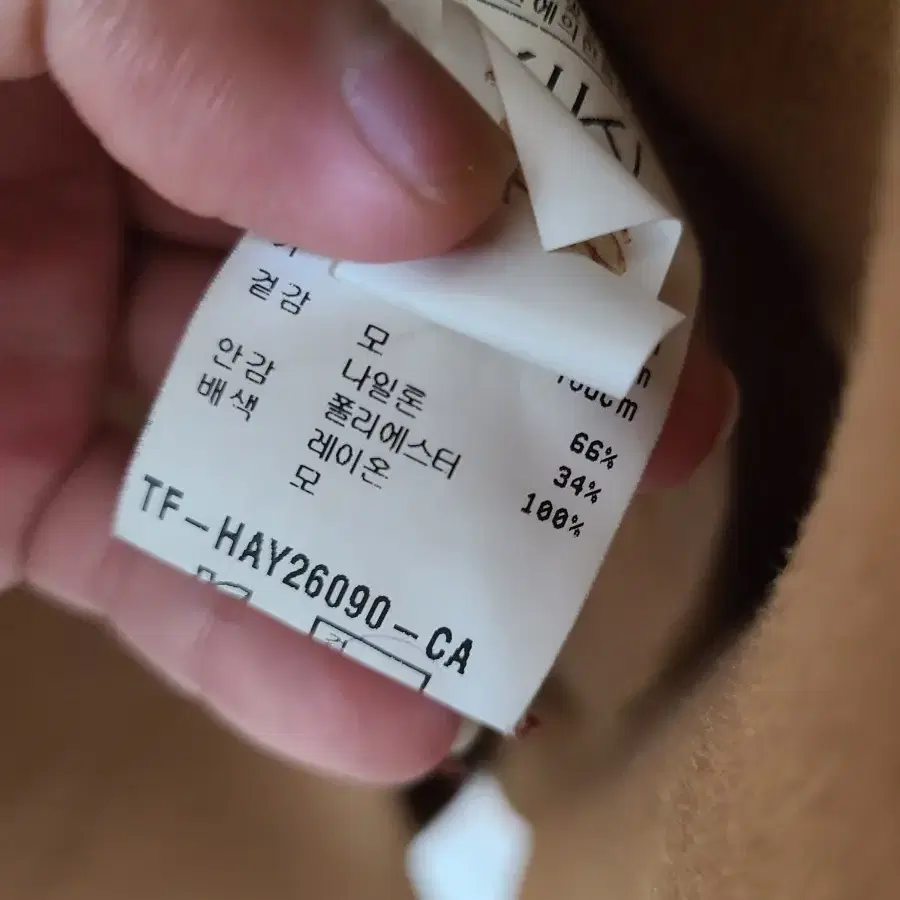 겉감 모 66%
나일론 34%
안감 폴리에스터 100%
배색 레이온
모
TF-HAY26090-CA